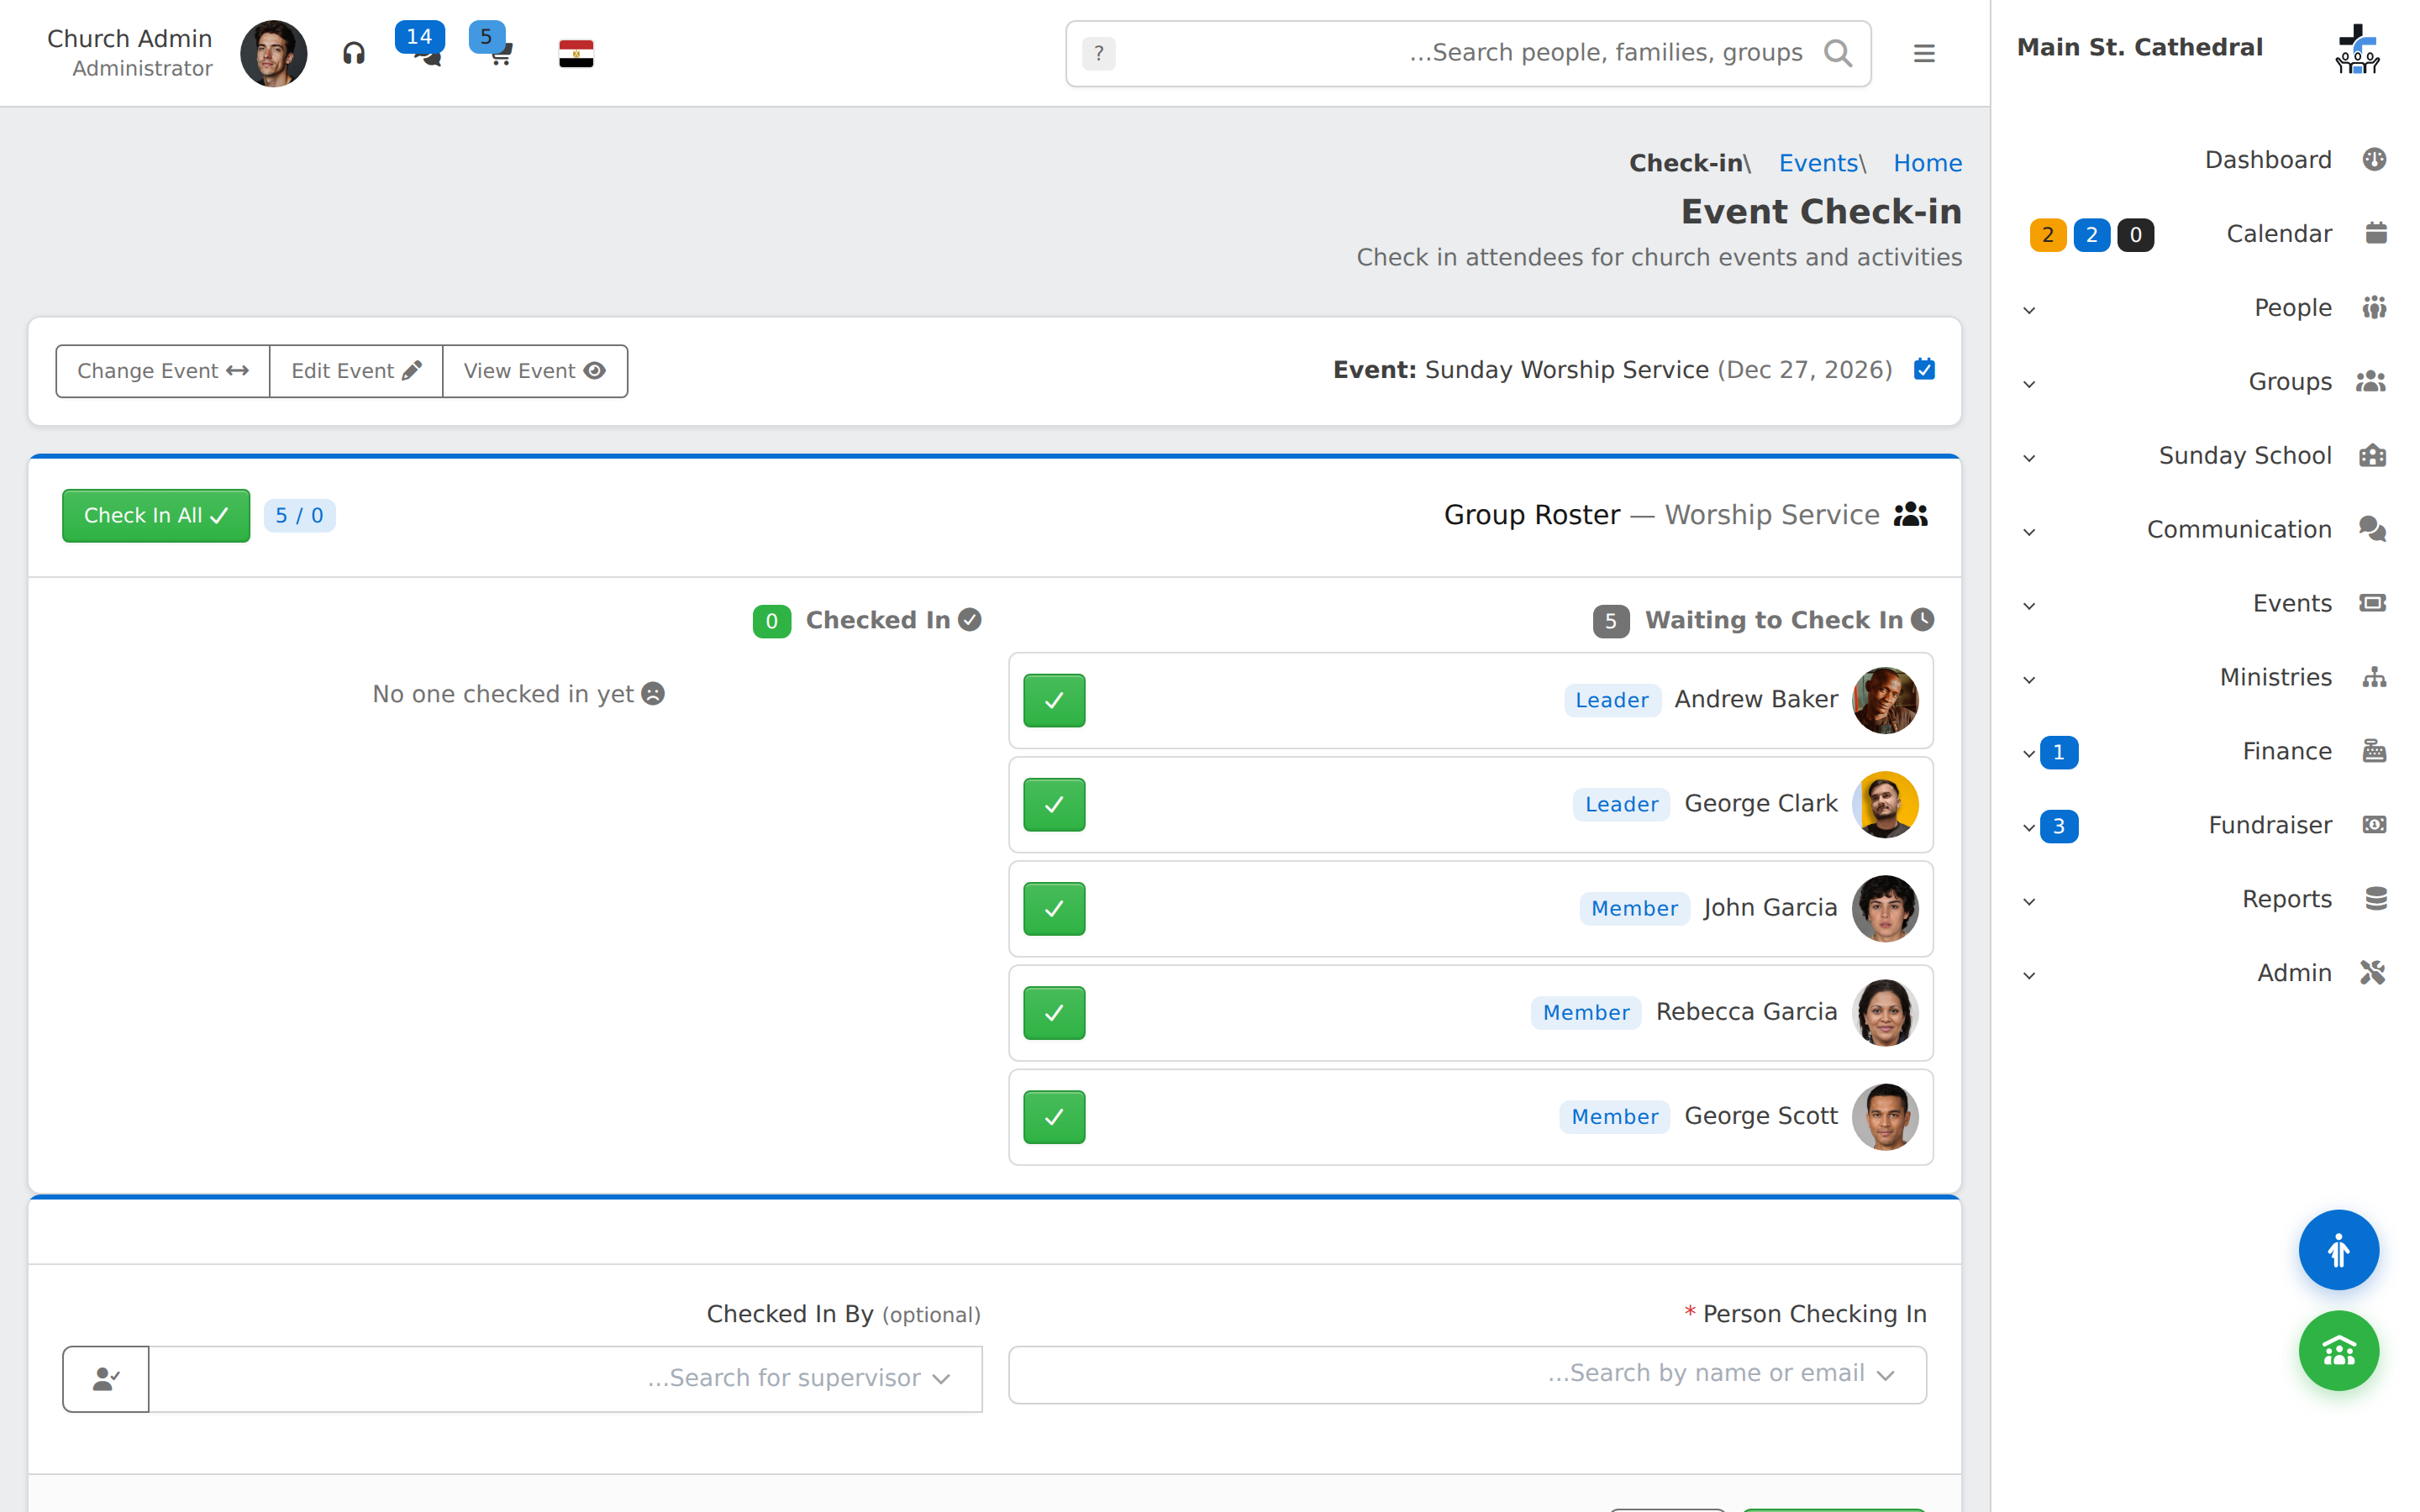 Church Admin
Administrator
14
5
?
...Search people, families, groups
Main St. Cathedral
Dashboard
Calendar
2 2 0
People
Groups
Sunday School
Communication
Events
Ministries
Finance
1
Fundraiser
3
Reports
Admin
Check-in\ Events\ Home
Event Check-in
Check in attendees for church events and activities
Event: Sunday Worship Service (Dec 27, 2026)
Change Event
Edit Event
View Event
Group Roster — Worship Service
Check In All
5 / 0
Waiting to Check In
5
Andrew Baker
Leader
George Clark
Leader
John Garcia
Member
Rebecca Garcia
Member
George Scott
Member
Checked In
0
No one checked in yet
* Person Checking In
...Search by name or email
Checked In By (optional)
...Search for supervisor